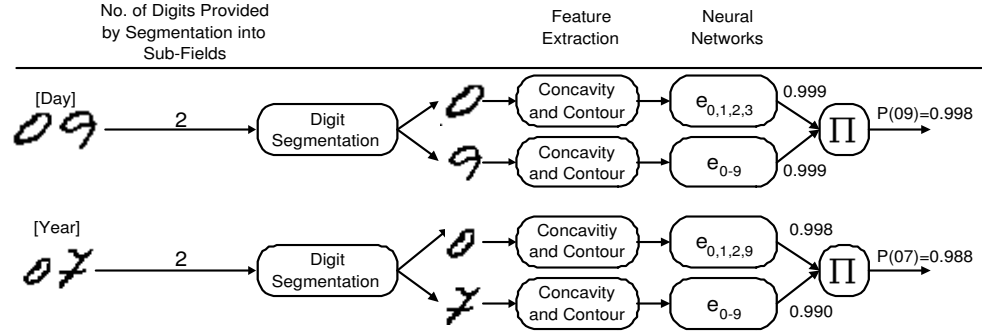 No. of Digits Provided
by Segmentation into
Sub-Fields
Feature
Extraction
Neural
Networks
[Day]
09
2
Digit
Segmentation
0
Concavity
and Contour
e0,1,2,3
0.999
9
Concavity
and Contour
e0-9
0.999
∏
P(09)=0.998
[Year]
07
2
Digit
Segmentation
0
Concavitiy
and Contour
e0,1,2,9
0.998
7
Concavity
and Contour
e0-9
0.990
∏
P(07)=0.988